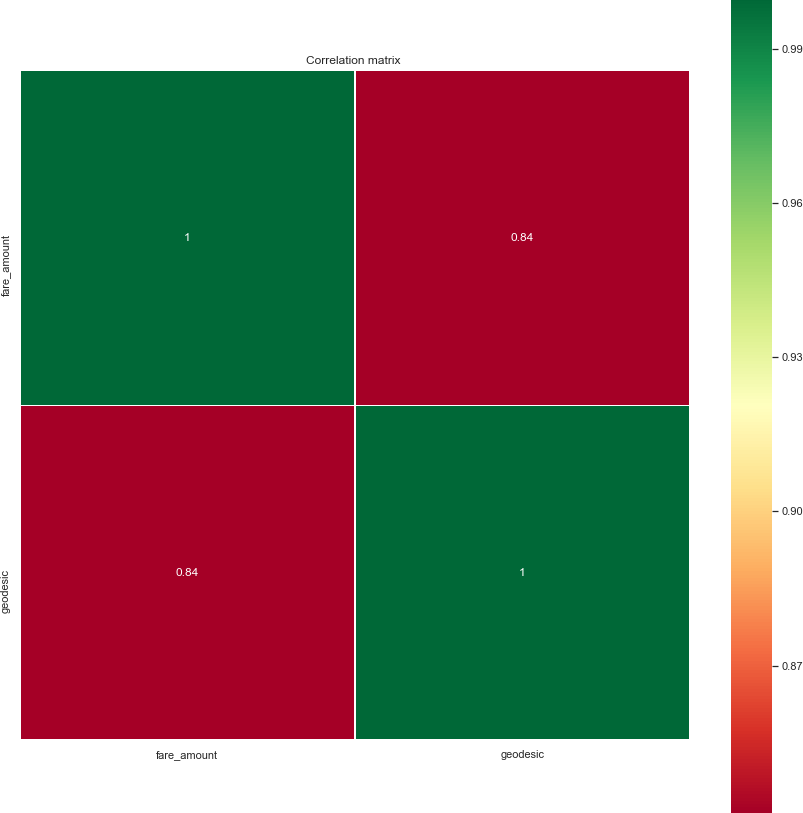 Correlation matrix
fare_amount
1
0.84
geodesic
0.84
1
fare_amount
geodesic
0.99
0.96
0.93
0.90
0.87